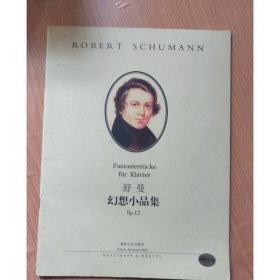 ROBERT SCHUMANN
Fantasiestücke
für Klavier
舒曼
幻想小品集
Op.12
BREITKOPF & HÄRTEL